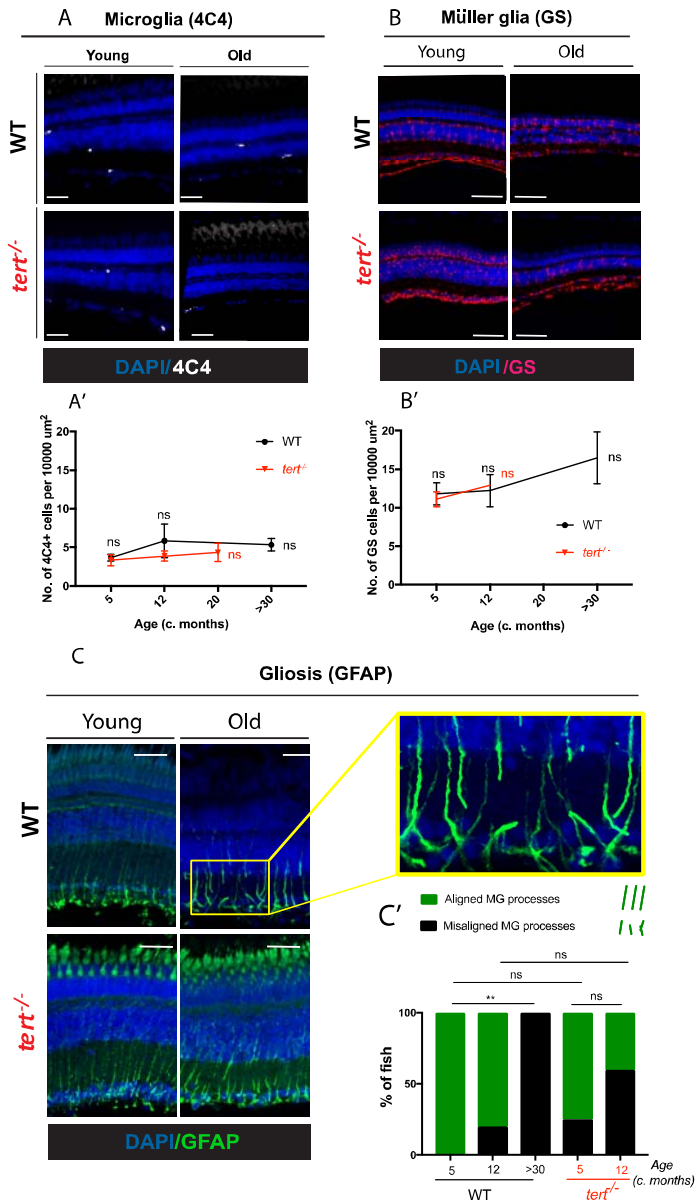 A
Microglia (4C4)
Young
Old
WT
tert-/-
DAPI/4C4
B
Müller glia (GS)
Young
Old
WT
tert-/-
DAPI/GS
A'
No. of 4C4+ cells per 10000 um2
20
15
10
5
0
WT
tert-/-
ns
ns
ns
ns
5
12
20
>30
Age (c. months)
B'
No. of GS cells per 10000 um2
20
15
10
5
0
ns
ns
ns
ns
WT
tert-/-
5
12
20
>30
Age (c. months)
C
Gliosis (GFAP)
Young
Old
WT
tert-/-
DAPI/GFAP
Aligned MG processes
Misaligned MG processes
C'
ns
ns
**
ns
% of fish
100
50
0
5
12
>30
5
12
Age
(c. months)
WT
tert-/-